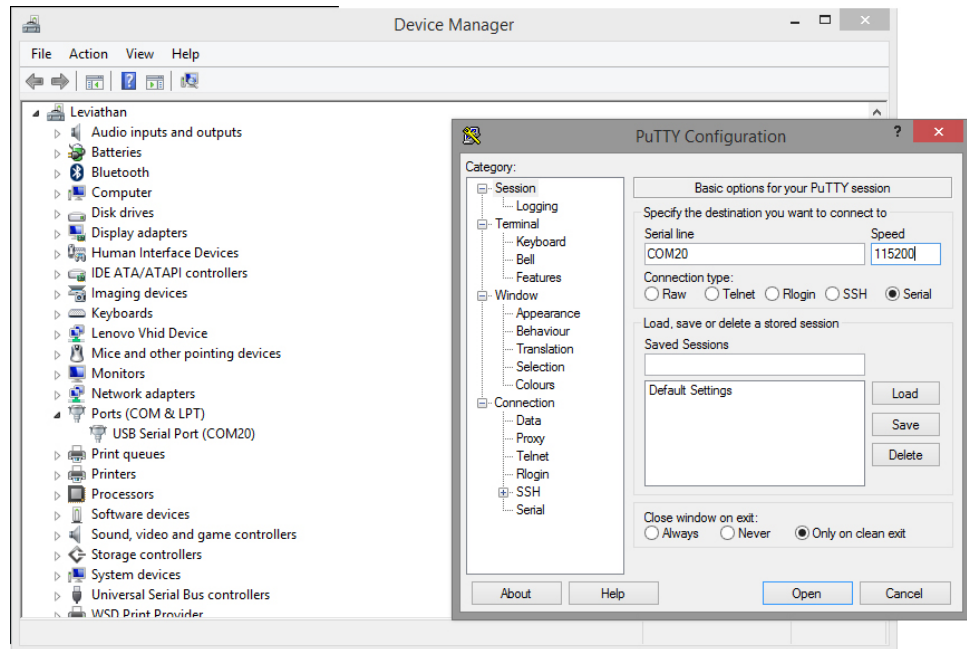 Device Manager
File Action View Help
Leviathan
Audio inputs and outputs
Batteries
Bluetooth
Computer
Disk drives
Display adapters
Human Interface Devices
IDE ATA/ATAPI controllers
Imaging devices
Keyboards
Lenovo Vhid Device
Mice and other pointing devices
Monitors
Network adapters
Ports (COM & LPT)
USB Serial Port (COM20)
Print queues
Printers
Processors
Software devices
Sound, video and game controllers
Storage controllers
System devices
Universal Serial Bus controllers
WSD Print Provider
PuTTY Configuration
Category:
Session
Logging
Terminal
Keyboard
Bell
Features
Window
Appearance
Behaviour
Translation
Selection
Colours
Connection
Data
Proxy
Telnet
Rlogin
SSH
Serial
Basic options for your PuTTY session
Specify the destination you want to connect to
Serial line Speed
COM20 115200
Connection type:
Raw Telnet Rlogin SSH Serial
Load, save or delete a stored session
Saved Sessions
Default Settings
Load
Save
Delete
Close window on exit:
Always Never Only on clean exit
About Help Open Cancel